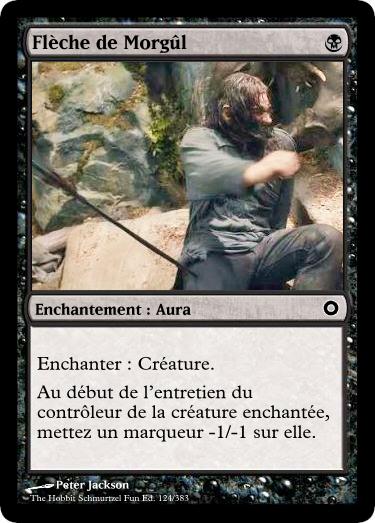 Flèche de Morgûl
Enchantement : Aura
Enchanter : Créature.
Au début de l'entretien du
contrôleur de la créature enchantée,
mettez un marqueur -1/-1 sur elle.
Peter Jackson
The Hobbit Schmurtzel Fun Ed. 124/383